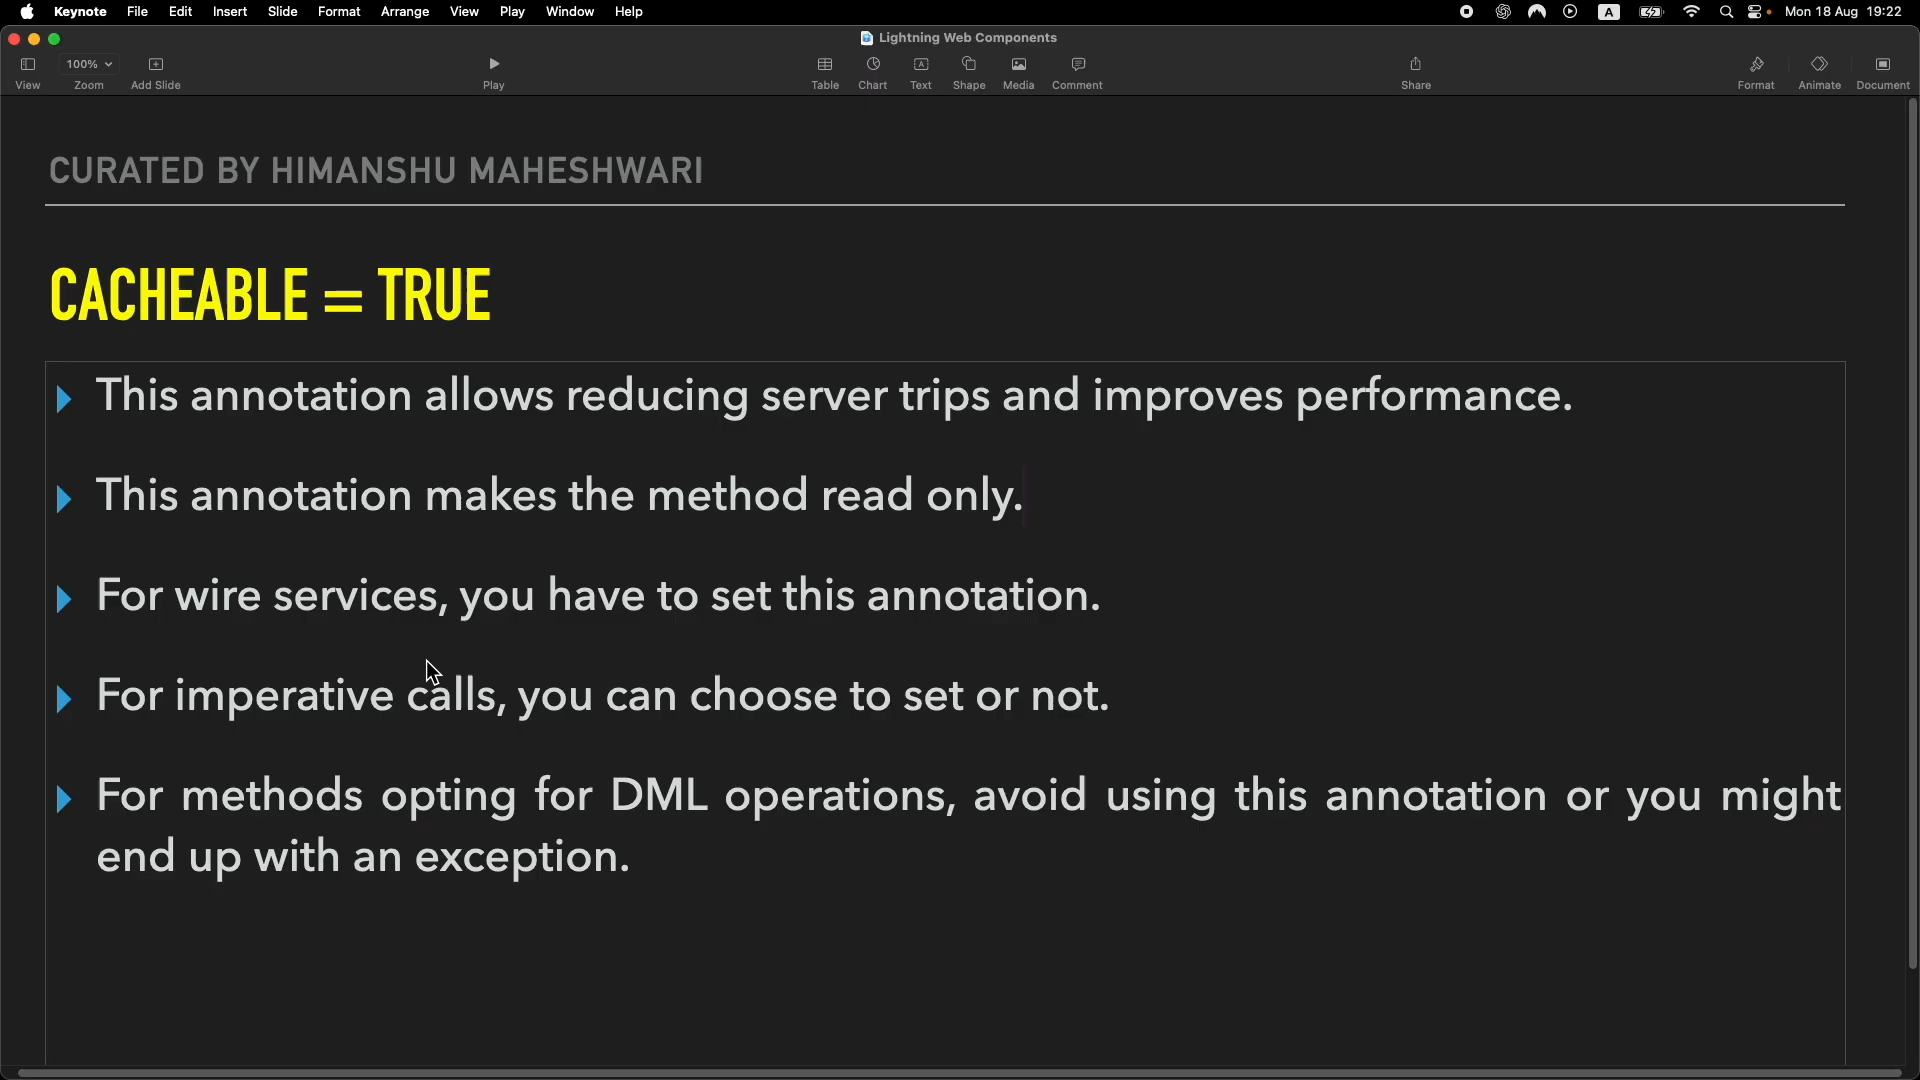 Keynote File Edit Insert Slide Format Arrange View Play Window Help A Mon 18 Aug 19:22
Lightning Web Components
100%
View Zoom Add Slide Play Table Chart Text Shape Media Comment Share Format Animate Document
CURATED BY HIMANSHU MAHESHWARI
CACHEABLE = TRUE
This annotation allows reducing server trips and improves performance.
This annotation makes the method read only.
For wire services, you have to set this annotation.
For imperative calls, you can choose to set or not.
For methods opting for DML operations, avoid using this annotation or you might
end up with an exception.